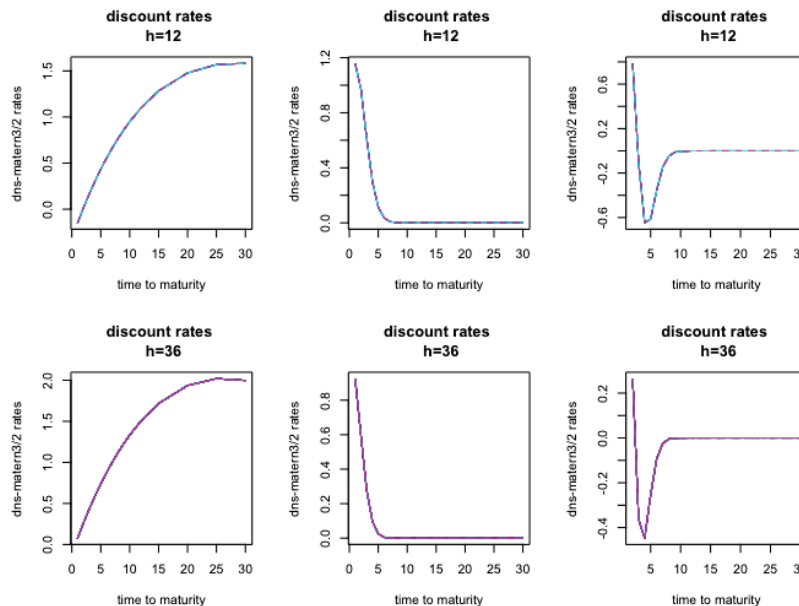 discount rates
h=12
dns-matern3/2 rates
0.0 0.5 1.0 1.5
0 5 10 15 20 25 30
time to maturity
discount rates
h=12
dns-matern3/2 rates
0.0 0.4 0.8 1.2
0 5 10 15 20 25 30
time to maturity
discount rates
h=12
dns-matern3/2 rates
-0.6 -0.2 0.2 0.6
5 10 15 20 25 30
time to maturity
discount rates
h=36
dns-matern3/2 rates
0.0 0.5 1.0 1.5 2.0
0 5 10 15 20 25 30
time to maturity
discount rates
h=36
dns-matern3/2 rates
0.0 0.2 0.4 0.6 0.8
0 5 10 15 20 25 30
time to maturity
discount rates
h=36
dns-matern3/2 rates
-0.4 -0.2 0.0 0.2
5 10 15 20 25 30
time to maturity